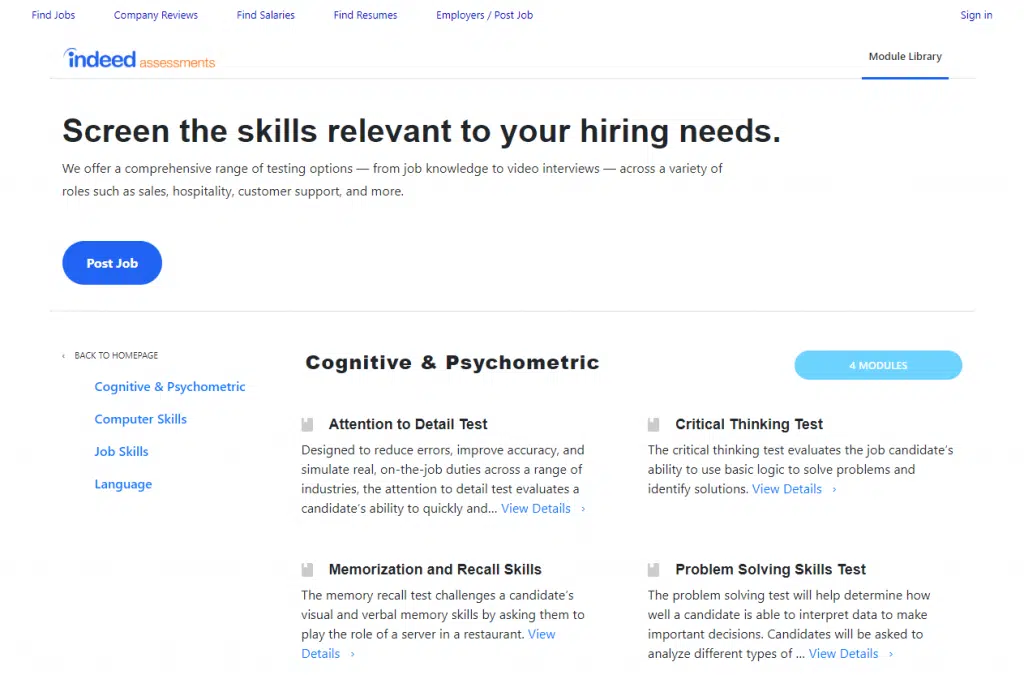 Find Jobs Company Reviews Find Salaries Find Resumes Employers / Post Job Sign in
indeed assessments
Module Library
Screen the skills relevant to your hiring needs.
We offer a comprehensive range of testing options — from job knowledge to video interviews — across a variety of
roles such as sales, hospitality, customer support, and more.
Post Job
‹ BACK TO HOMEPAGE
Cognitive & Psychometric
Computer Skills
Job Skills
Language
Cognitive & Psychometric
4 MODULES
Attention to Detail Test
Designed to reduce errors, improve accuracy, and
simulate real, on-the-job duties across a range of
industries, the attention to detail test evaluates a
candidate's ability to quickly and... View Details ›
Critical Thinking Test
The critical thinking test evaluates the job candidate's
ability to use basic logic to solve problems and
identify solutions. View Details ›
Memorization and Recall Skills
The memory recall test challenges a candidate's
visual and verbal memory skills by asking them to
play the role of a server in a restaurant. View
Details ›
Problem Solving Skills Test
The problem solving test will help determine how
well a candidate is able to interpret data to make
important decisions. Candidates will be asked to
analyze different types of ... View Details ›